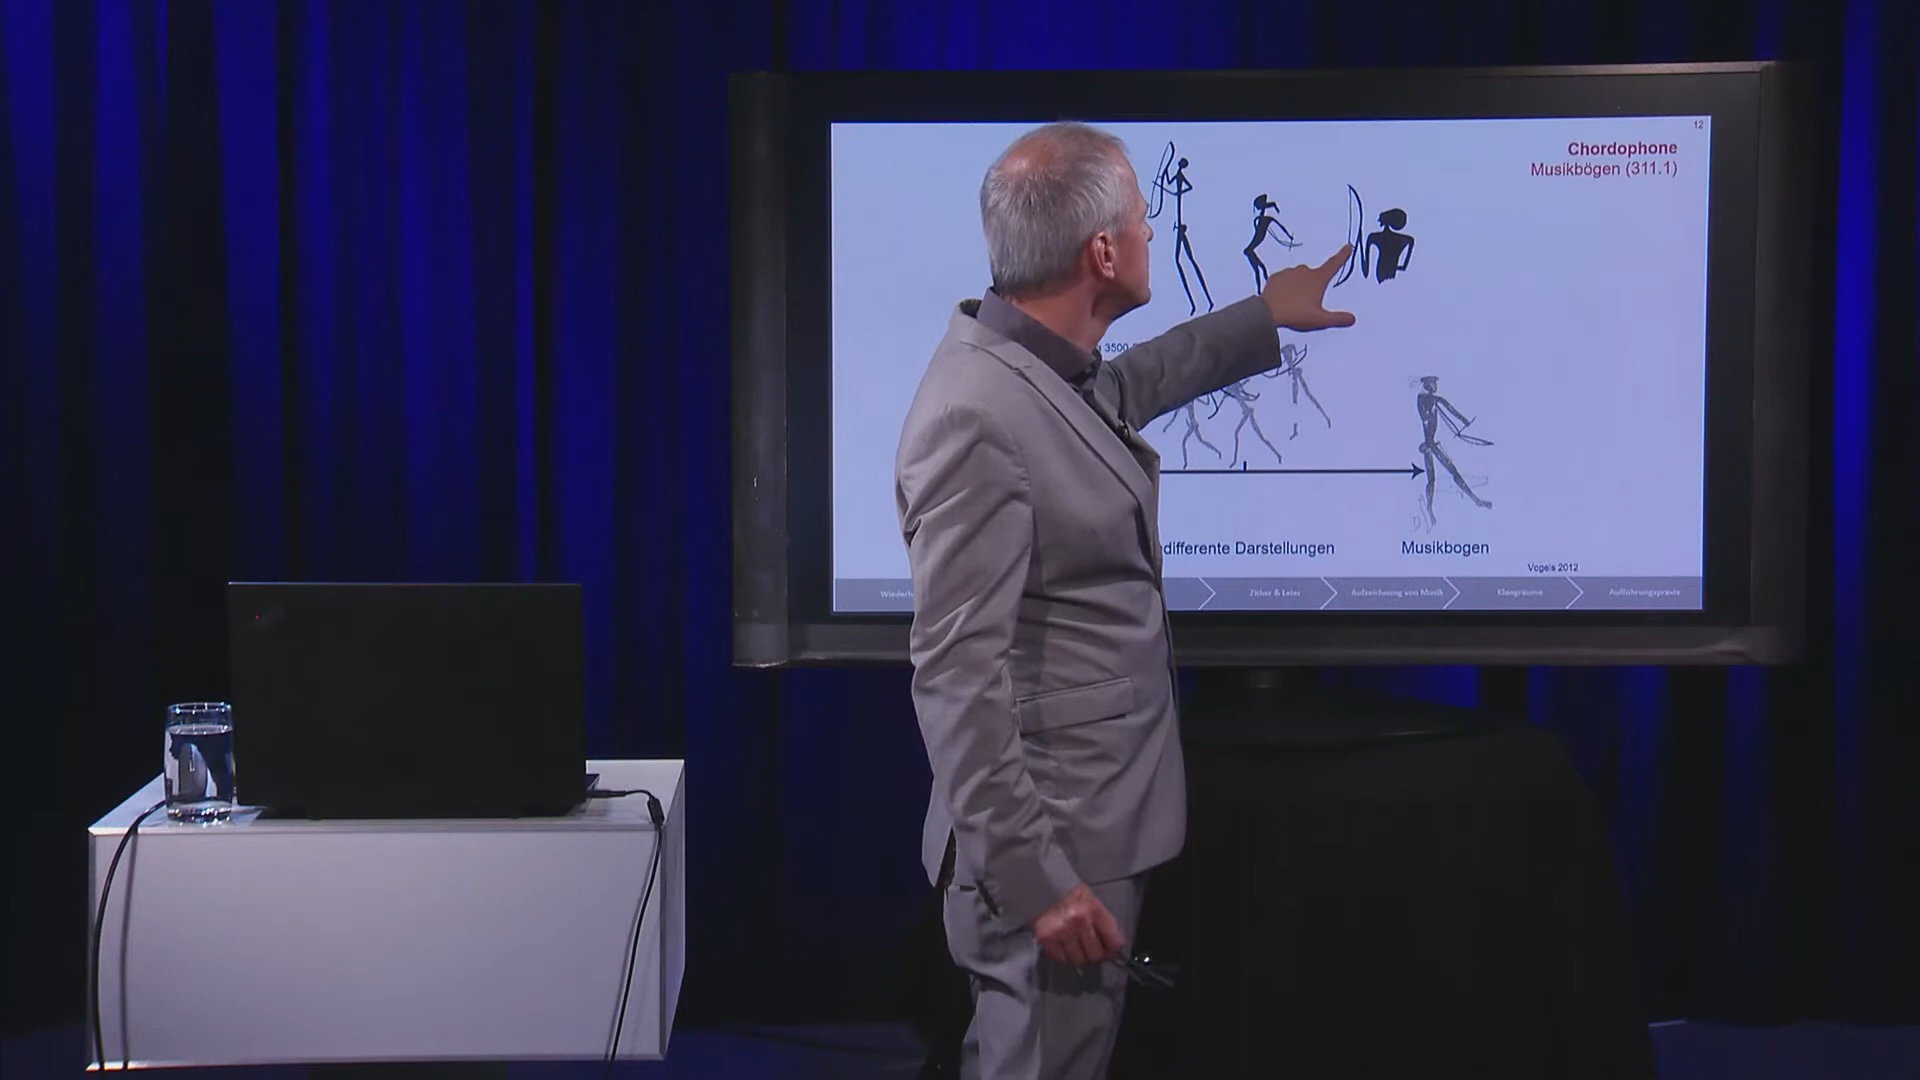 12
Chordophone
Musikbögen (311.1)
3500
differente Darstellungen
Musikbogen
Vogels 2012
Zither & Leier
Aufzeichnung von Musik
Klangräume
Aufführungspraxis